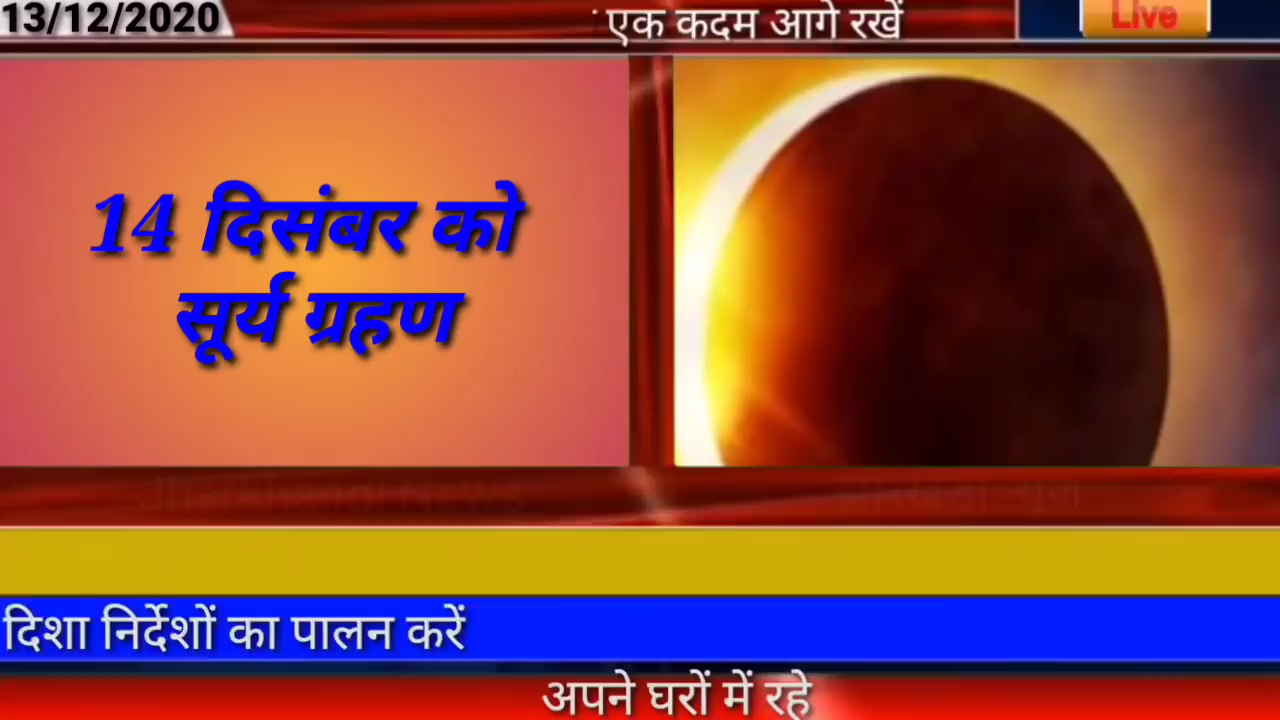 13/12/2020
एक कदम आगे रखें
Live
14 दिसंबर को
सूर्य ग्रहण
दिशा निर्देशों का पालन करें
अपने घरों में रहे